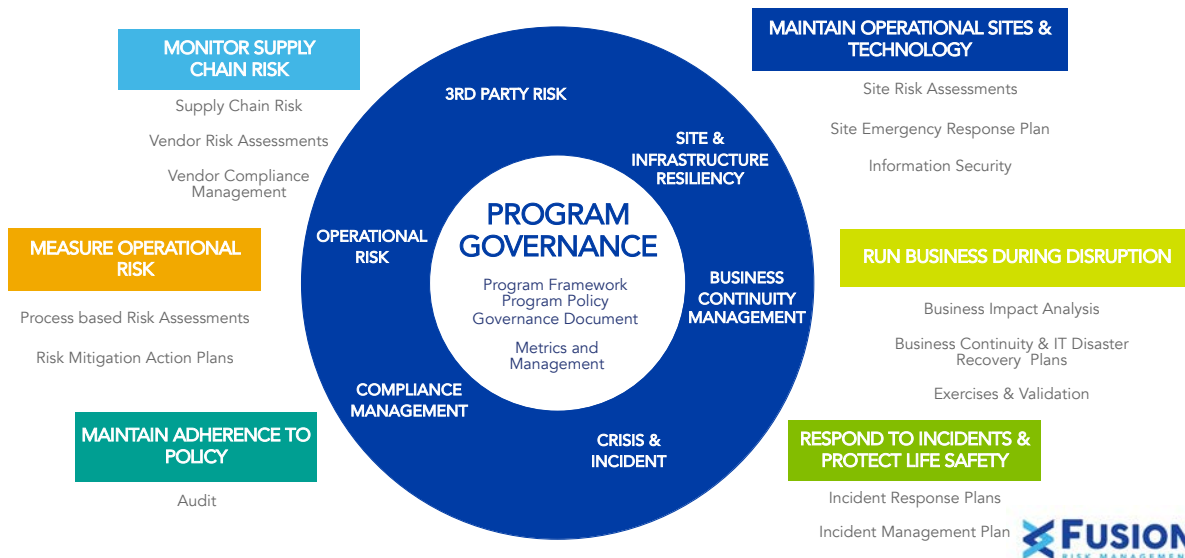 MONITOR SUPPLY
CHAIN RISK
Supply Chain Risk
Vendor Risk Assessments
Vendor Compliance
Management
MEASURE OPERATIONAL
RISK
Process based Risk Assessments
Risk Mitigation Action Plans
MAINTAIN ADHERENCE TO
POLICY
Audit
3RD PARTY RISK
SITE &
INFRASTRUCTURE
RESILIENCY
OPERATIONAL
RISK
BUSINESS
CONTINUITY
MANAGEMENT
COMPLIANCE
MANAGEMENT
CRISIS &
INCIDENT
PROGRAM
GOVERNANCE
Program Framework
Program Policy
Governance Document
Metrics and
Management
MAINTAIN OPERATIONAL SITES &
TECHNOLOGY
Site Risk Assessments
Site Emergency Response Plan
Information Security
RUN BUSINESS DURING DISRUPTION
Business Impact Analysis
Business Continuity & IT Disaster
Recovery Plans
Exercises & Validation
RESPOND TO INCIDENTS &
PROTECT LIFE SAFETY
Incident Response Plans
Incident Management Plan
FUSION
RISK MANAGEMENT